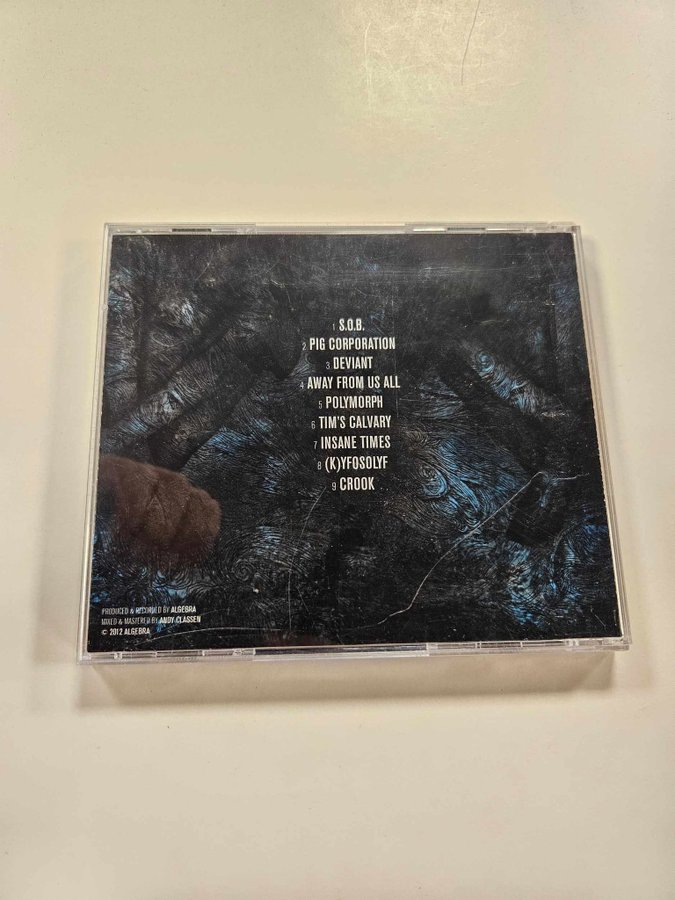 1 S.O.B.
2 PIG CORPORATION
3 DEVIANT
4 AWAY FROM US ALL
5 POLYMORPH
6 TIM'S CALVARY
7 INSANE TIMES
8 (K)YFOSOLYF
9 CROOK
PRODUCED & RECORDED BY ALGEBRA
MIXED & MASTERED BY ANDY CLASSEN
© 2012 ALGEBRA